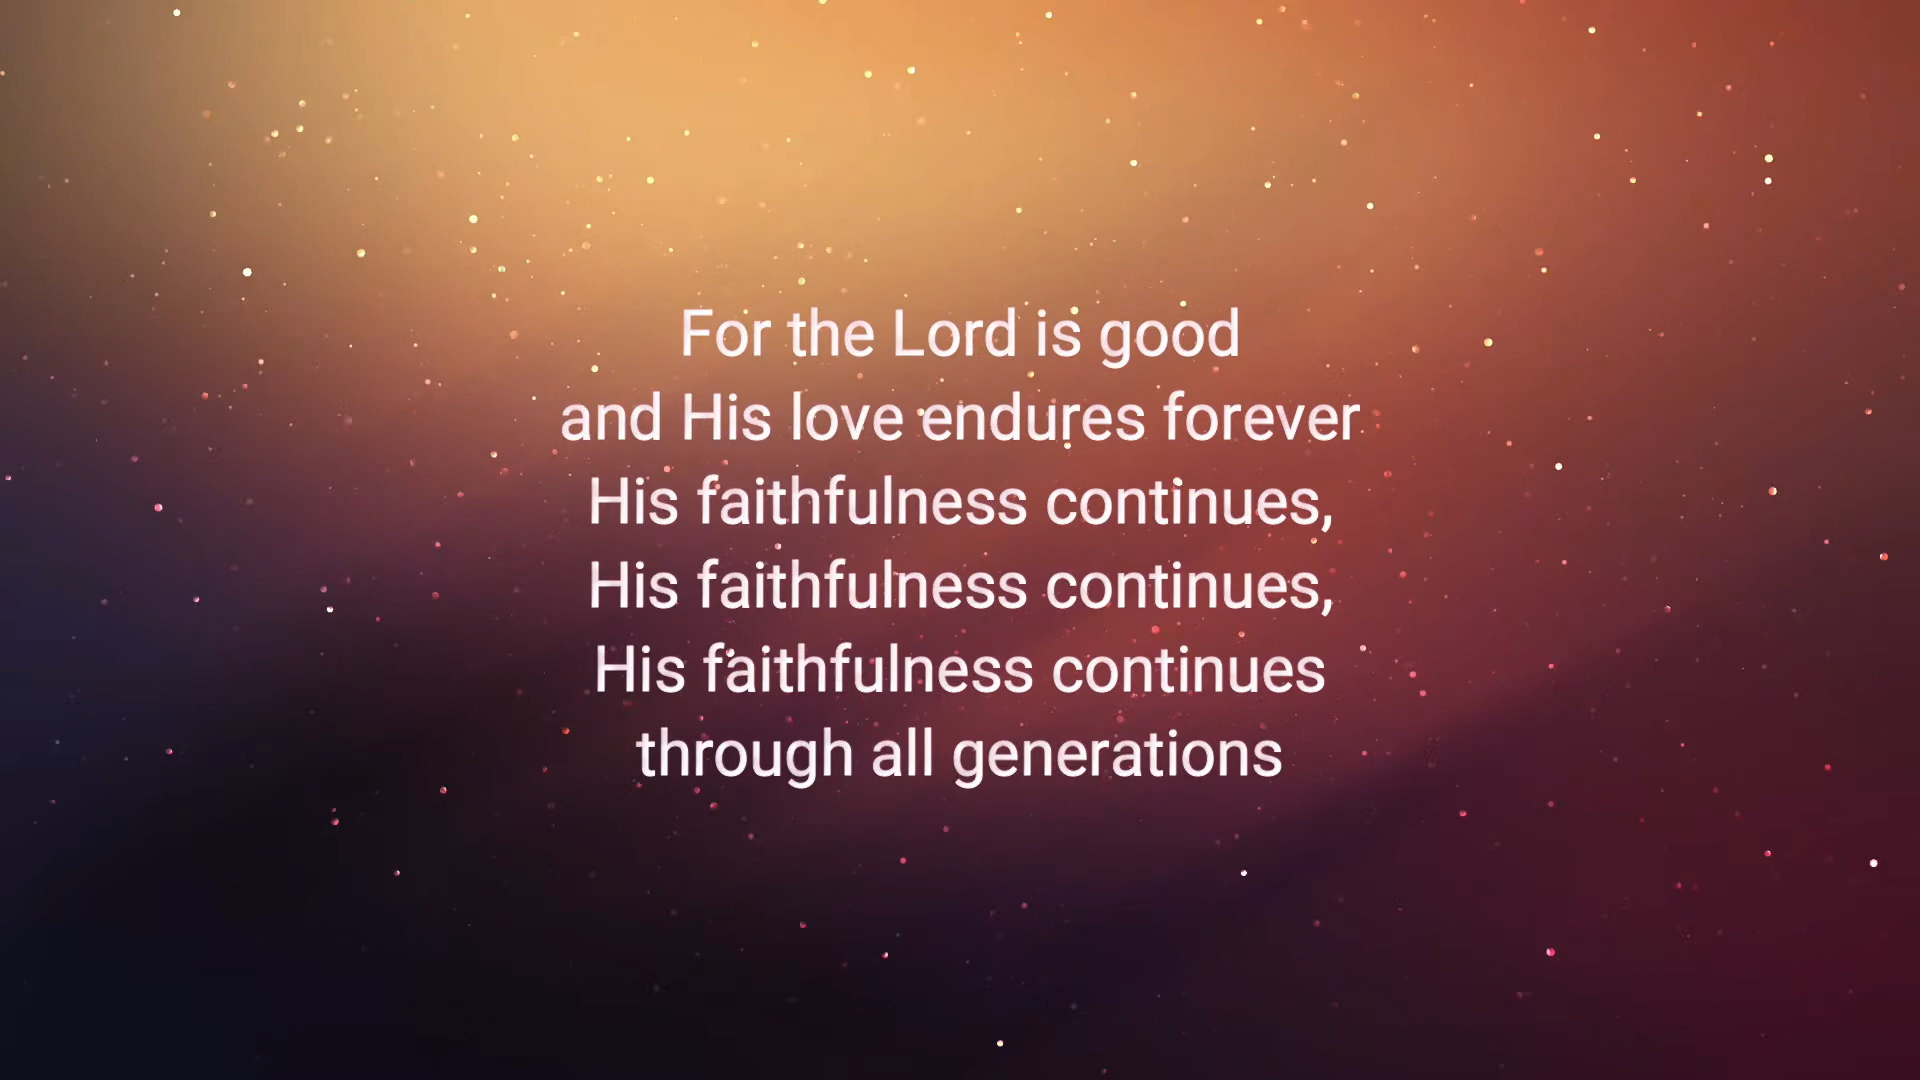 For the Lord is good
and His love endures forever
His faithfulness continues,
His faithfulness continues,
His faithfulness continues
through all generations